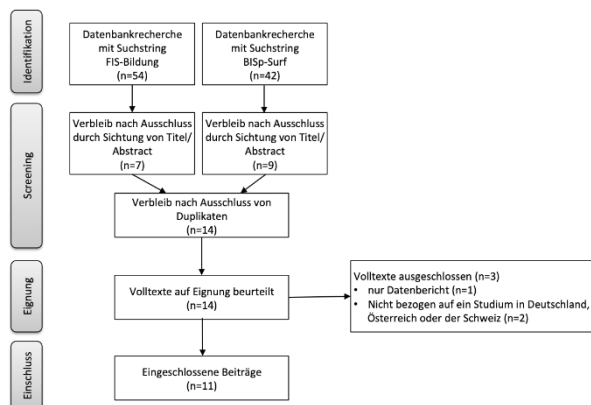 Identifikation
Datenbankrecherche
mit Suchstring
FIS-Bildung
(n=54)
Datenbankrecherche
mit Suchstring
BISp-Surf
(n=42)
Screening
Verbleib nach Ausschluss
durch Sichtung von Titel/
Abstract
(n=7)
Verbleib nach Ausschluss
durch Sichtung von Titel/
Abstract
(n=9)
Verbleib nach Ausschluss von
Duplikaten
(n=14)
Eignung
Volltexte auf Eignung beurteilt
(n=14)
Volltexte ausgeschlossen (n=3)
• nur Datenbericht (n=1)
• Nicht bezogen auf ein Studium in Deutschland,
Österreich oder der Schweiz (n=2)
Einschluss
Eingeschlossene Beiträge
(n=11)